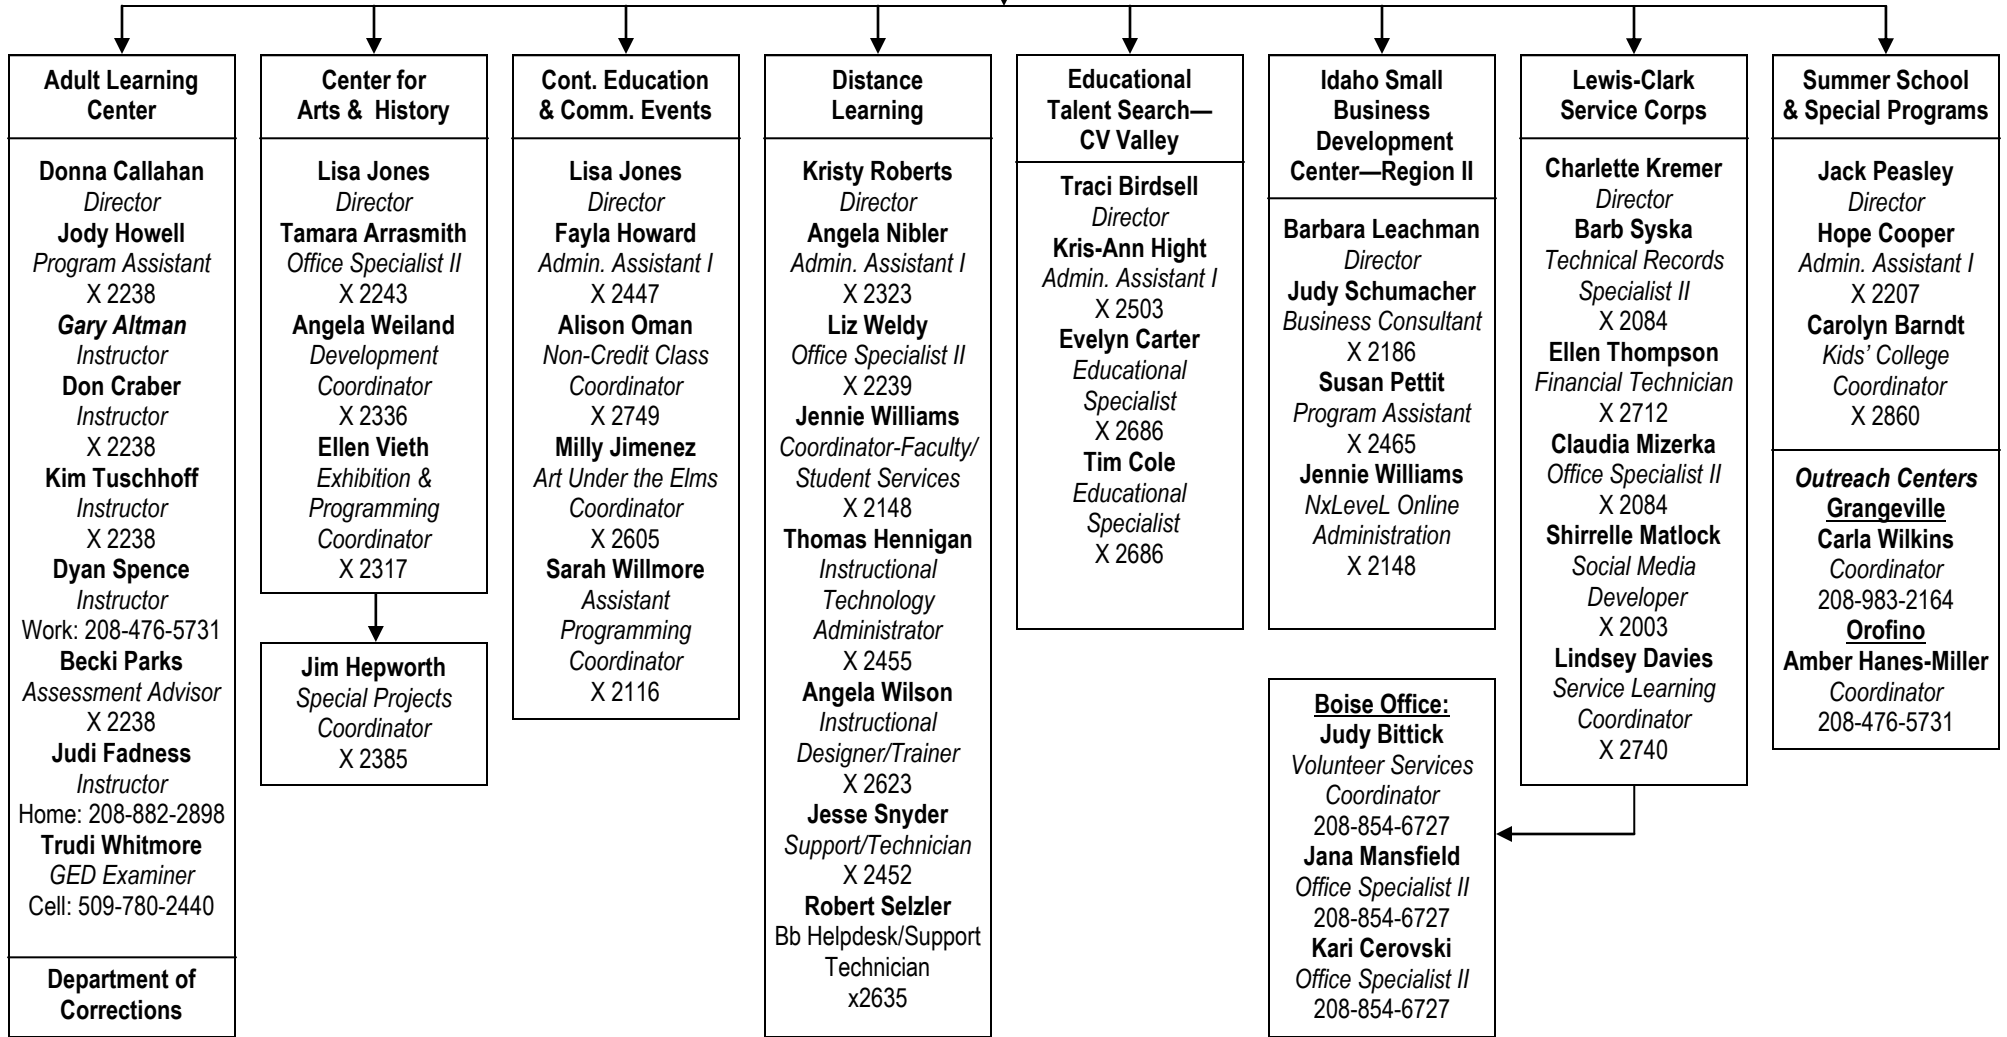 Adult Learning
Center
Donna Callahan
Director
Jody Howell
Program Assistant
X 2238
Gary Altman
Instructor
Don Craber
Instructor
X 2238
Kim Tuschhoff
Instructor
X 2238
Dyan Spence
Instructor
Work: 208-476-5731
Becki Parks
Assessment Advisor
X 2238
Judi Fadness
Instructor
Home: 208-882-2898
Trudi Whitmore
GED Examiner
Cell: 509-780-2440
Department of
Corrections
Center for
Arts & History
Lisa Jones
Director
Tamara Arrasmith
Office Specialist II
X 2243
Angela Weiland
Development
Coordinator
X 2336
Ellen Vieth
Exhibition &
Programming
Coordinator
X 2317
Jim Hepworth
Special Projects
Coordinator
X 2385
Cont. Education
& Comm. Events
Lisa Jones
Director
Fayla Howard
Admin. Assistant I
X 2447
Alison Oman
Non-Credit Class
Coordinator
X 2749
Milly Jimenez
Art Under the Elms
Coordinator
X 2605
Sarah Willmore
Assistant
Programming
Coordinator
X 2116
Distance
Learning
Kristy Roberts
Director
Angela Nibler
Admin. Assistant I
X 2323
Liz Weldy
Office Specialist II
X 2239
Jennie Williams
Coordinator-Faculty/
Student Services
X 2148
Thomas Hennigan
Instructional
Technology
Administrator
X 2455
Angela Wilson
Instructional
Designer/Trainer
X 2623
Jesse Snyder
Support/Technician
X 2452
Robert Selzler
Bb Helpdesk/Support
Technician
x2635
Educational
Talent Search—
CV Valley
Traci Birdsell
Director
Kris-Ann Hight
Admin. Assistant I
X 2503
Evelyn Carter
Educational
Specialist
X 2686
Tim Cole
Educational
Specialist
X 2686
Idaho Small
Business
Development
Center—Region II
Barbara Leachman
Director
Judy Schumacher
Business Consultant
X 2186
Susan Pettit
Program Assistant
X 2465
Jennie Williams
NxLeveL Online
Administration
X 2148
Boise Office:
Judy Bittick
Volunteer Services
Coordinator
208-854-6727
Jana Mansfield
Office Specialist II
208-854-6727
Kari Cerovski
Office Specialist II
208-854-6727
Lewis-Clark
Service Corps
Charlette Kremer
Director
Barb Syska
Technical Records
Specialist II
X 2084
Ellen Thompson
Financial Technician
X 2712
Claudia Mizerka
Office Specialist II
X 2084
Shirrelle Matlock
Social Media
Developer
X 2003
Lindsey Davies
Service Learning
Coordinator
X 2740
Summer School
& Special Programs
Jack Peasley
Director
Hope Cooper
Admin. Assistant I
X 2207
Carolyn Barndt
Kids' College
Coordinator
X 2860
Outreach Centers
Grangeville
Carla Wilkins
Coordinator
208-983-2164
Orofino
Amber Hanes-Miller
Coordinator
208-476-5731